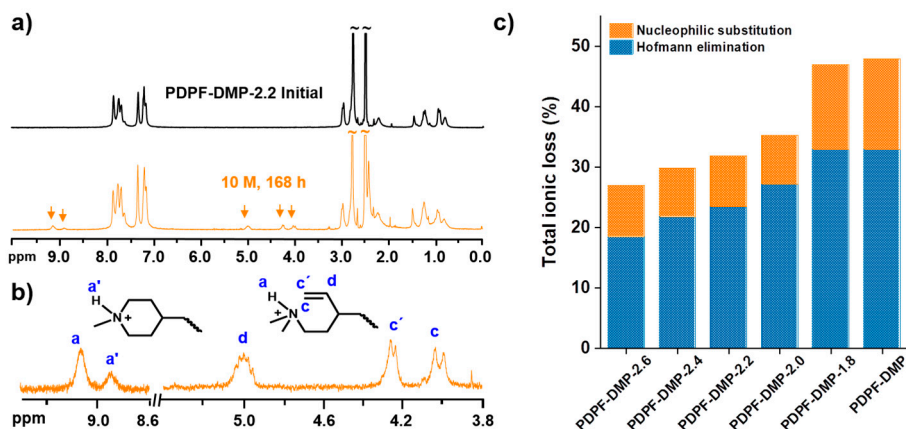 a)
PDPF-DMP-2.2 Initial
~ ~
~ ~
10 M, 168 h
ppm 9.0 8.0 7.0 6.0 5.0 4.0 3.0 2.0 1.0 0.0
b)
a' H N + a H N + c c´ d
a a' d c´ c
ppm 9.0 8.6 5.0 4.6 4.2 3.8
c)
Nucleophilic substitution
Hofmann elimination
Total ionic loss (%)
50
40
30
20
10
0
PDPF-DMP-2.6
PDPF-DMP-2.4
PDPF-DMP-2.2
PDPF-DMP-2.0
PDPF-DMP-1.8
PDPF-DMP